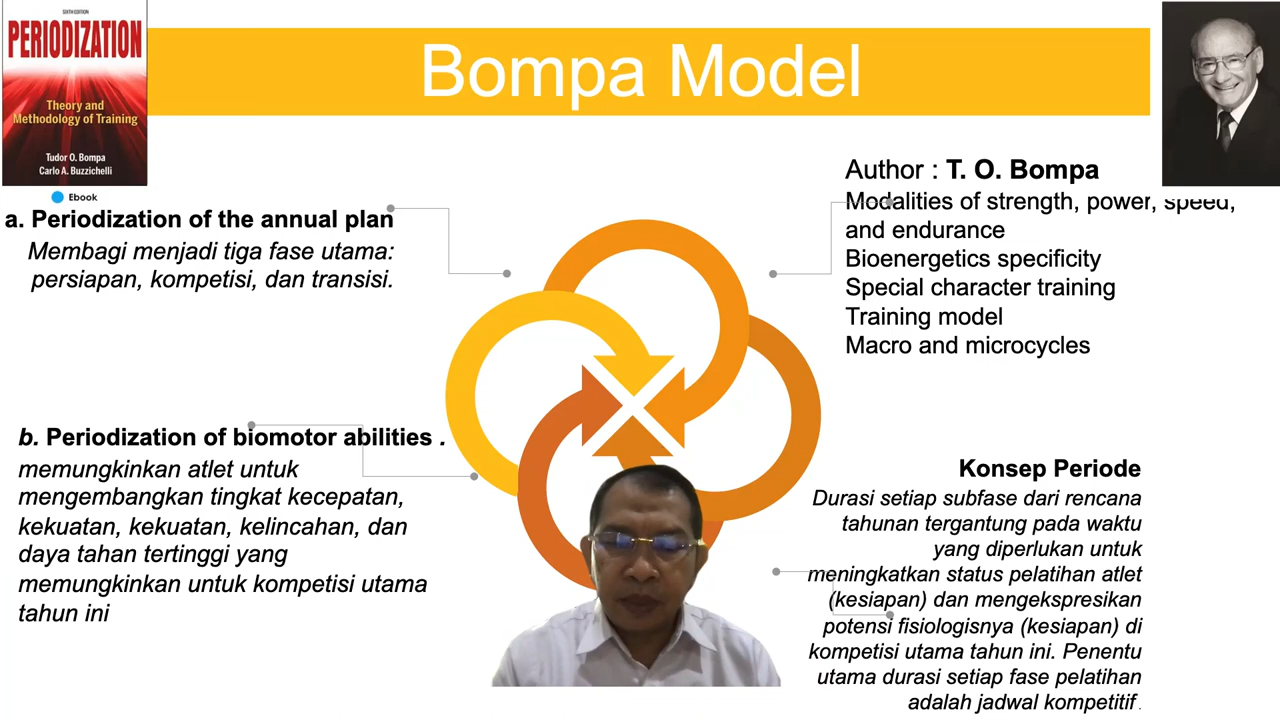 SIXTH EDITION
PERIODIZATION
Theory and
Methodology of Training
Tudor O. Bompa
Carlo A. Buzzichelli
Ebook
Bompa Model
a. Periodization of the annual plan
Membagi menjadi tiga fase utama:
persiapan, kompetisi, dan transisi.
b. Periodization of biomotor abilities .
memungkinkan atlet untuk
mengembangkan tingkat kecepatan,
kekuatan, kekuatan, kelincahan, dan
daya tahan tertinggi yang
memungkinkan untuk kompetisi utama
tahun ini
Author : T. O. Bompa
Modalities of strength, power, speed,
and endurance
Bioenergetics specificity
Special character training
Training model
Macro and microcycles
Konsep Periode
Durasi setiap subfase dari rencana
tahunan tergantung pada waktu
yang diperlukan untuk
meningkatkan status pelatihan atlet
(kesiapan) dan mengekspresikan
potensi fisiologisnya (kesiapan) di
kompetisi utama tahun ini. Penentu
utama durasi setiap fase pelatihan
adalah jadwal kompetitif.